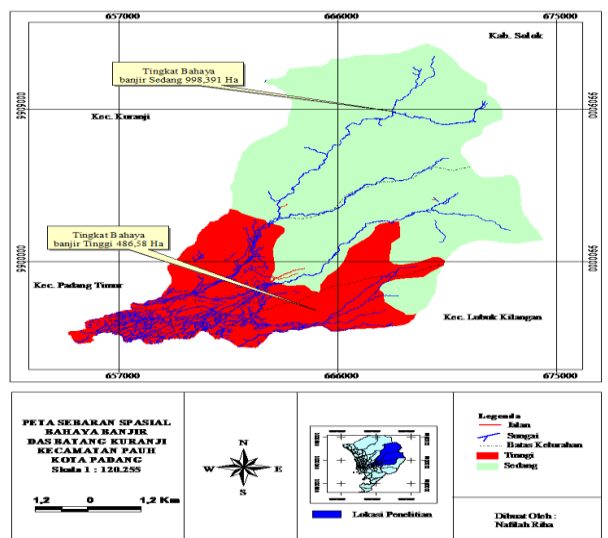 657000 666000 675000
Kab. Solok
Tingkat Bahaya
banjir Sedang 998,391 Ha
9909000 9909000
Kec. Kuranji
Tingkat Bahaya
banjir Tinggi 486,58 Ha
9900000 9900000
Kec. Padang Timur
Kec. Lubuk Kilangan
657000 666000 675000
PETA SEBARAN SPASIAL
BAHAYA BANJIR
DAS BATANG KURANJI
KECAMATAN PAUH
KOTA PADANG
Skala 1 : 120.255
1,2 0 1,2 Km
N
W E
S
Lokasi Penelitian
Legenda
Jalan
Sungai
Batas Kelurahan
Tinggi
Sedang
Dibuat Oleh :
Nafilah Riha